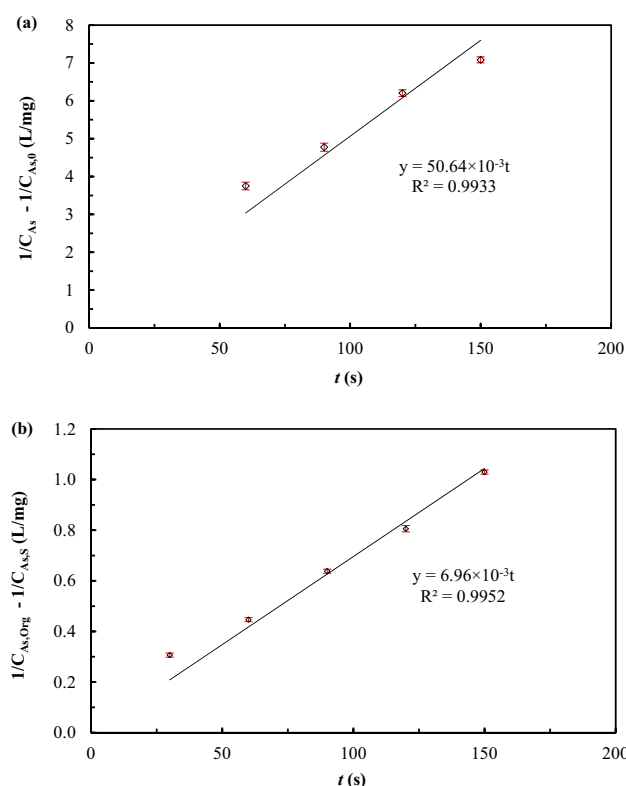 (a)
8
7
6
5
4
3
2
1
0
1/C_As - 1/C_As,0 (L/mg)
y = 50.64×10⁻³t
R² = 0.9933
0 50 100 150 200
t (s)
(b)
1.2
1.0
0.8
0.6
0.4
0.2
0.0
1/C_As,Org - 1/C_As,S (L/mg)
y = 6.96×10⁻³t
R² = 0.9952
0 50 100 150 200
t (s)